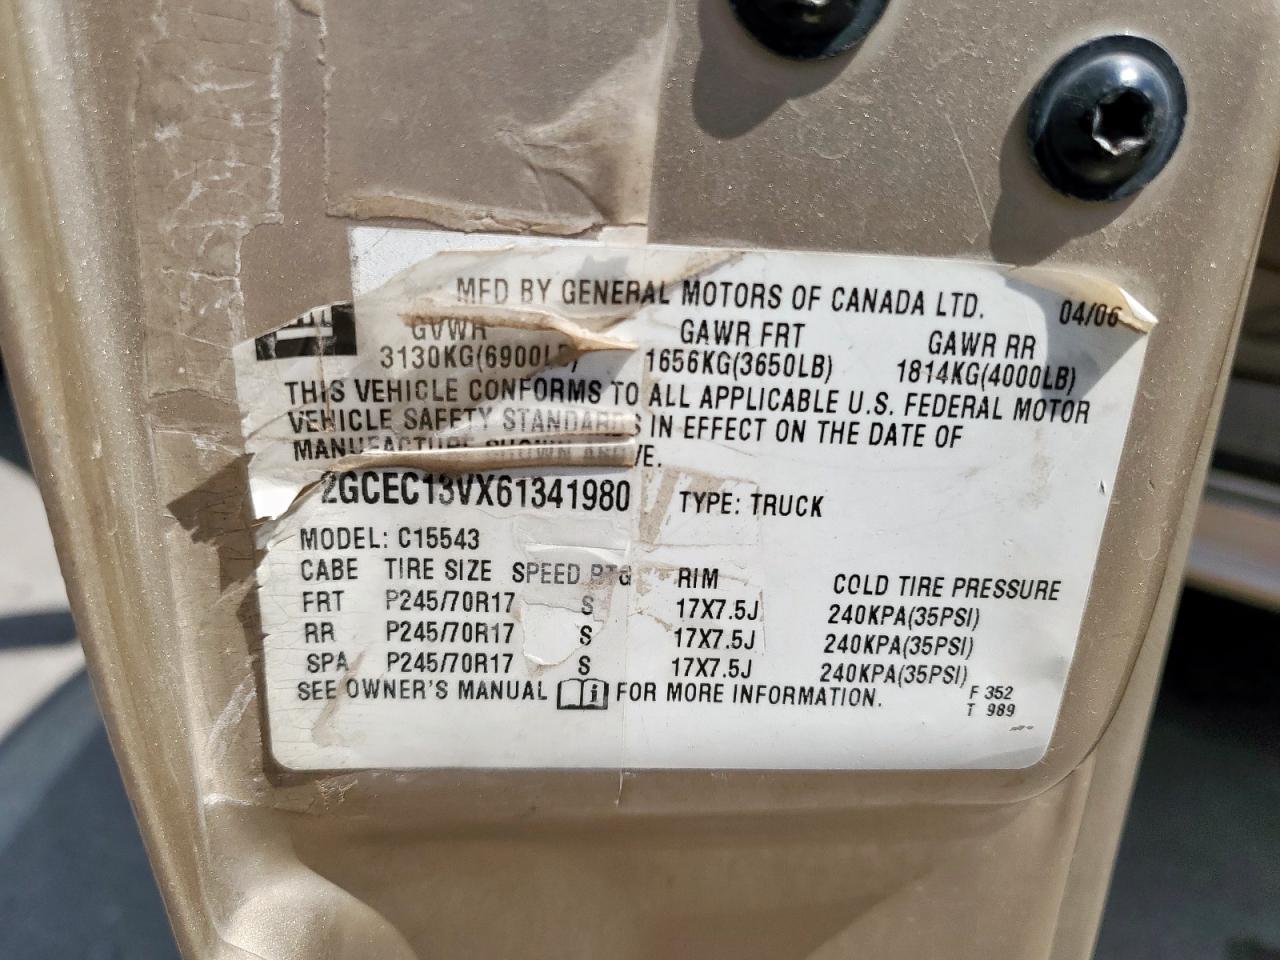 MFD BY GENERAL MOTORS OF CANADA LTD. 04/06
GVWR GAWR FRT GAWR RR
3130KG(6900LB) 1656KG(3650LB) 1814KG(4000LB)
THIS VEHICLE CONFORMS TO ALL APPLICABLE U.S. FEDERAL MOTOR
VEHICLE SAFETY STANDARDS IN EFFECT ON THE DATE OF
MANUFACTURE SHOWN ABOVE.
2GCEC13VX61341980 TYPE: TRUCK
MODEL: C15543
CABE TIRE SIZE SPEED RTG RIM COLD TIRE PRESSURE
FRT P245/70R17 S 17X7.5J 240KPA(35PSI)
RR P245/70R17 S 17X7.5J 240KPA(35PSI)
SPA P245/70R17 S 17X7.5J 240KPA(35PSI)
SEE OWNER'S MANUAL i FOR MORE INFORMATION. F 352
T 989